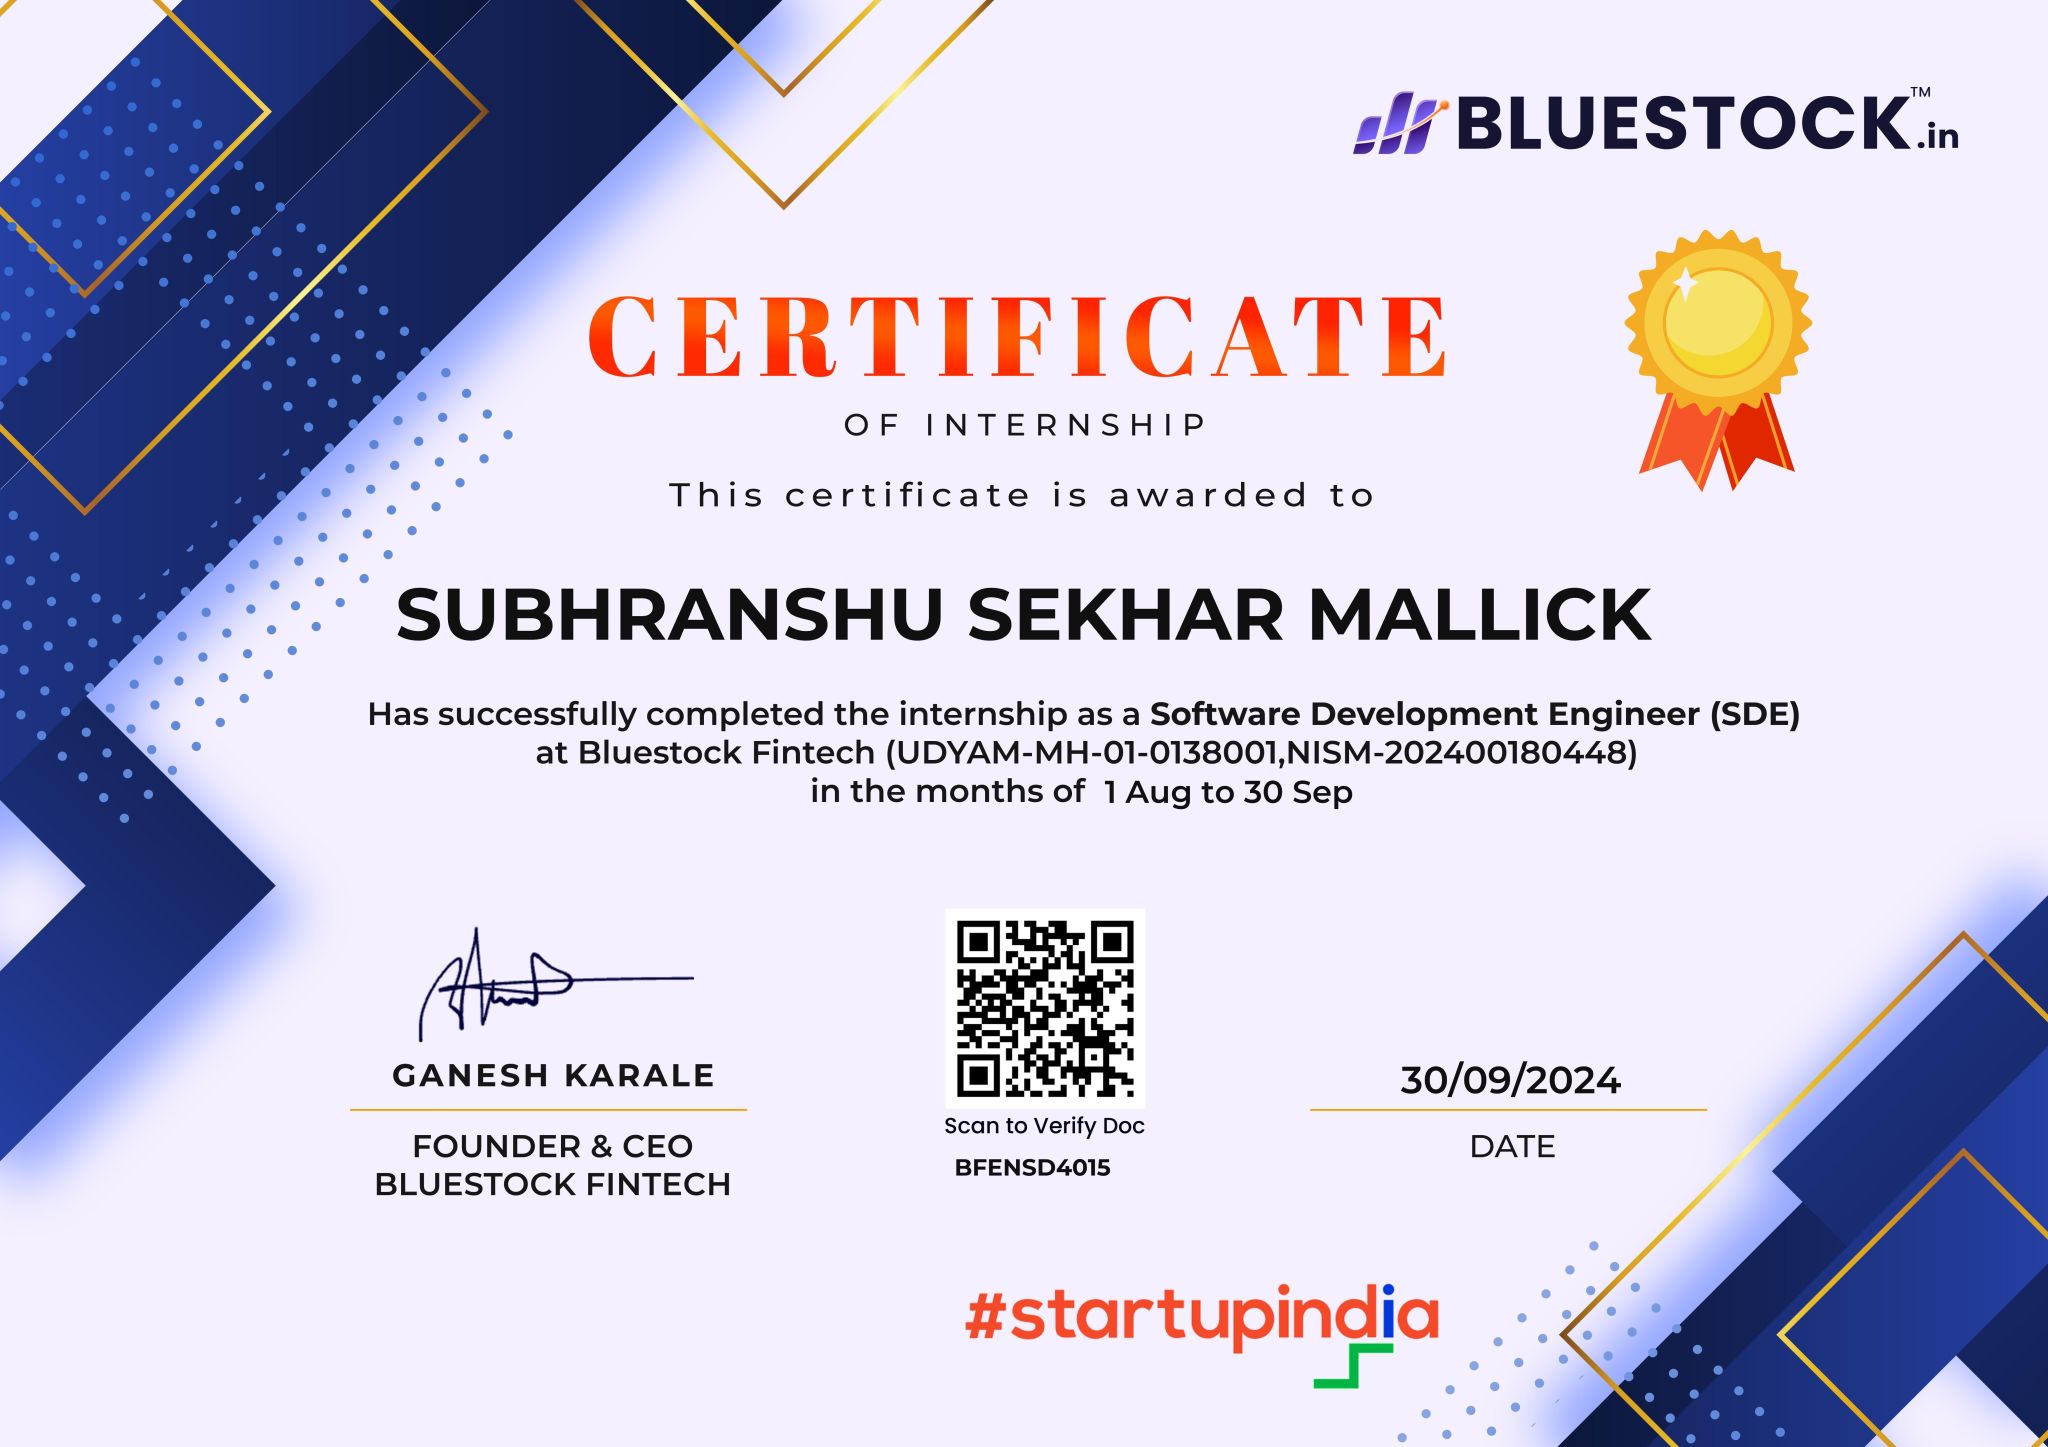 BLUESTOCK.in™
CERTIFICATE
OF INTERNSHIP
This certificate is awarded to
SUBHRANSHU SEKHAR MALLICK
Has successfully completed the internship as a Software Development Engineer (SDE)
at Bluestock Fintech (UDYAM-MH-01-0138001,NISM-202400180448)
in the months of 1 Aug to 30 Sep
GANESH KARALE
FOUNDER & CEO
BLUESTOCK FINTECH
Scan to Verify Doc
BFENSD4015
30/09/2024
DATE
#startupindia